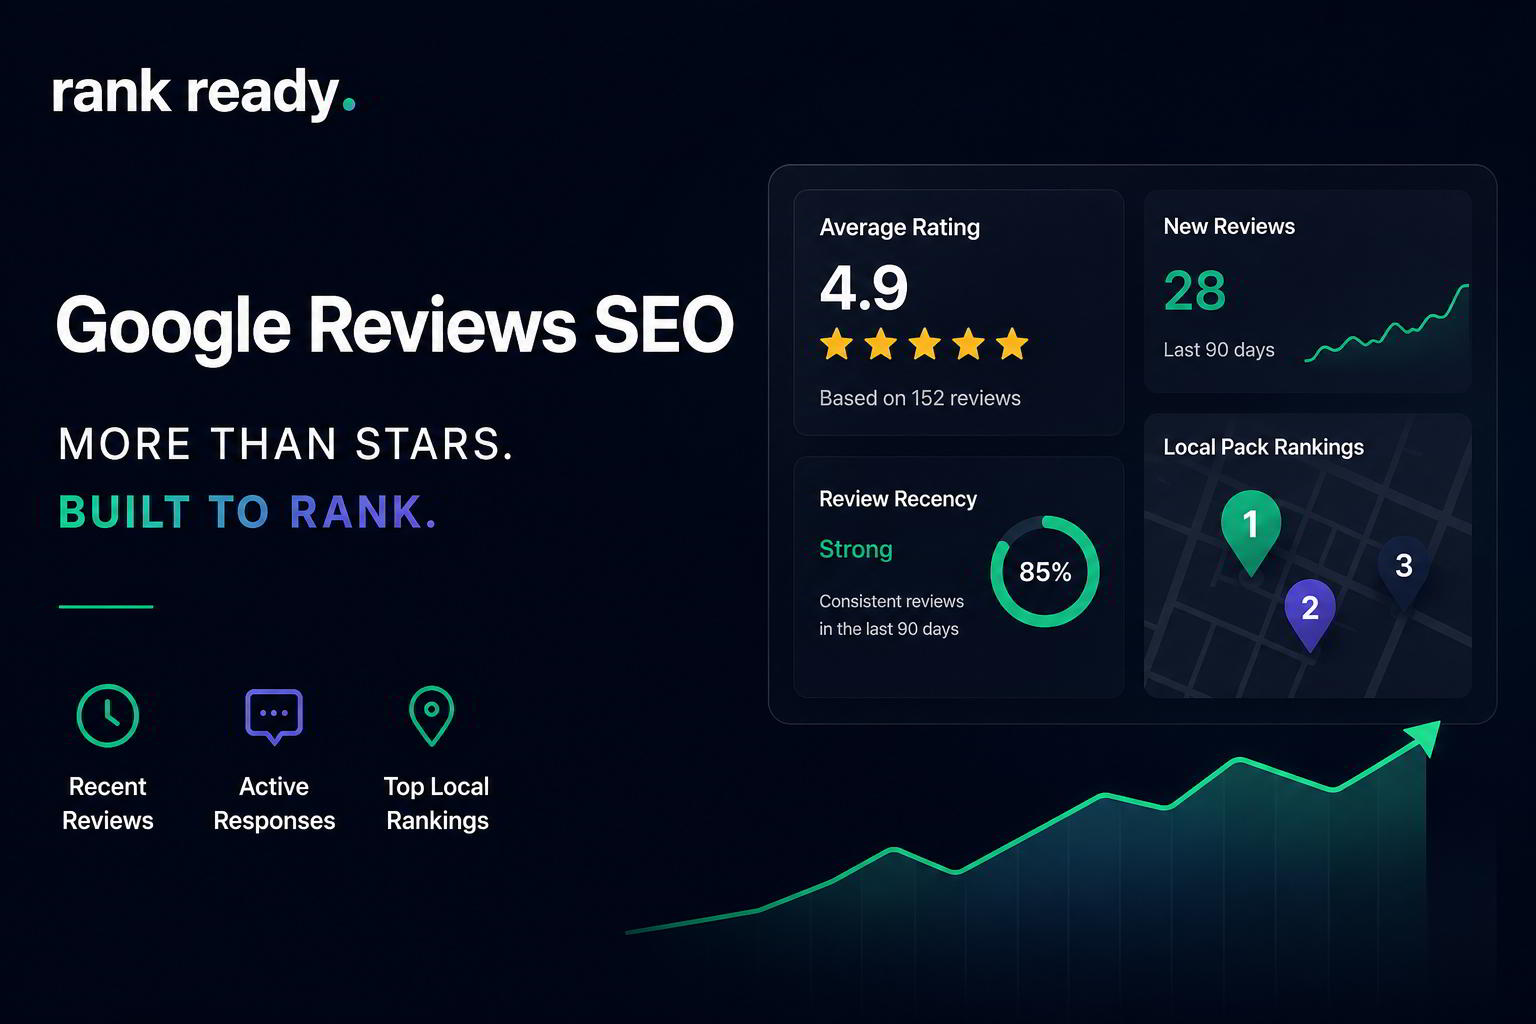 rank ready.
Google Reviews SEO
MORE THAN STARS.
BUILT TO RANK.
Recent
Reviews
Active
Responses
Top Local
Rankings
Average Rating
4.9
Based on 152 reviews
New Reviews
28
Last 90 days
Review Recency
Strong
85%
Consistent reviews
in the last 90 days
Local Pack Rankings
1
2
3